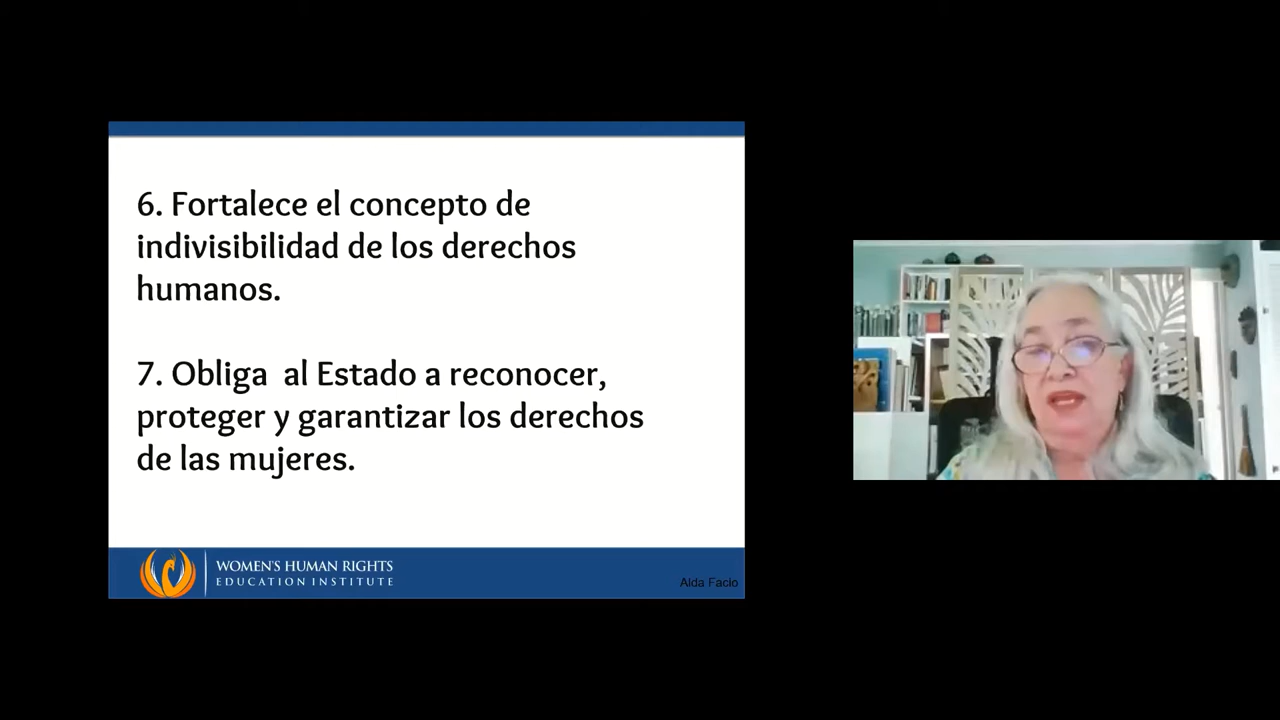 6. Fortalece el concepto de
indivisibilidad de los derechos
humanos.
7. Obliga  al Estado a reconocer,
proteger y garantizar los derechos
de las mujeres.
WOMEN'S HUMAN RIGHTS
EDUCATION INSTITUTE
Alda Facio